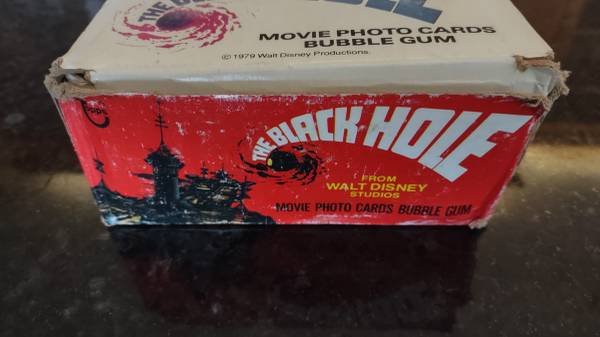 MOVIE PHOTO CARDS
BUBBLE GUM
© 1979 Walt Disney Productions
THE BLACK HOLE
FROM
WALT DISNEY
STUDIOS
MOVIE PHOTO CARDS BUBBLE GUM